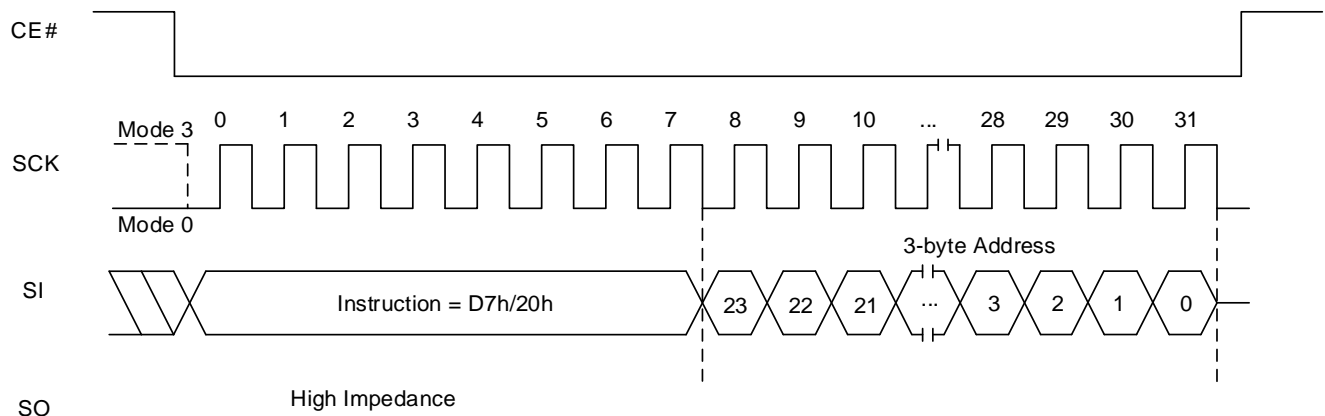 CE#
0 1 2 3 4 5 6 7 8 9 10 ... 28 29 30 31
Mode 3
SCK
Mode 0
3-byte Address
SI
Instruction = D7h/20h 23 22 21 ... 3 2 1 0
High Impedance
SO